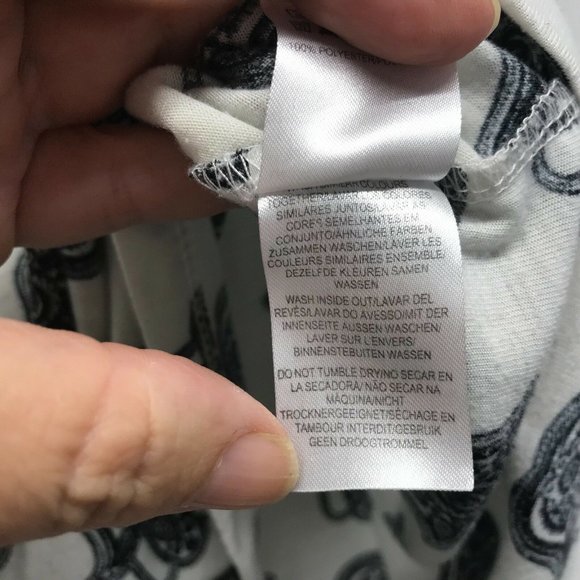 100% POLYESTER/POL
TOGETHER/LAVAR LOS COLORES
SIMILARES JUNTOS/LAVAR AS
CORES SEMELHANTES EM
CONJUNTO/ÄHNLICHE FARBEN
ZUSAMMEN WASCHEN/LAVER LES
COULEURS SIMILAIRES ENSEMBLE/
DEZELFDE KLEUREN SAMEN
WASSEN
WASH INSIDE OUT/LAVAR DEL
REVÉS/LAVAR DO AVESSO/MIT DER
INNENSEITE AUSSEN WASCHEN/
LAVER SUR L'ENVERS/
BINNENSTEBUITEN WASSEN
DO NOT TUMBLE DRY/NO SECAR EN
LA SECADORA/ NÃO SECAR NA
MÁQUINA/NICHT
TROCKNERGEEIGNET/SÉCHAGE EN
TAMBOUR INTERDIT/GEBRUIK
GEEN DROOGTROMMEL